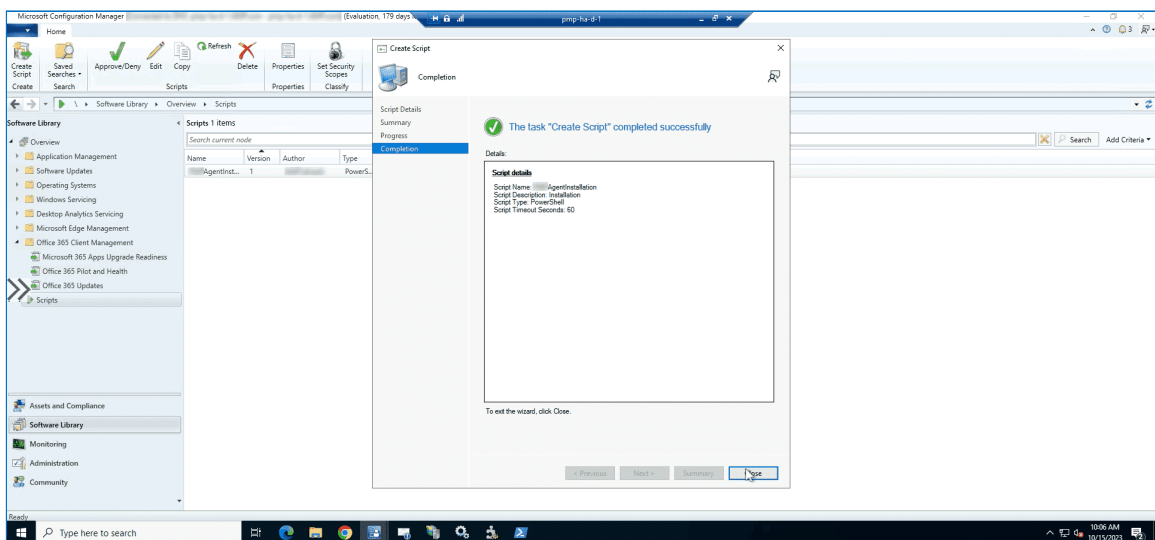 Microsoft Configuration Manager
(Evaluation, 179 days
pmp-ha-d-1
Home
3
Create Script
Saved Searches
Approve/Deny
Edit
Copy
Refresh
Delete
Properties
Set Security Scopes
Create
Search
Scripts
Properties
Classify
\ Software Library Overview Scripts
Software Library
Overview
Application Management
Software Updates
Operating Systems
Windows Servicing
Desktop Analytics Servicing
Microsoft Edge Management
Office 365 Client Management
Microsoft 365 Apps Upgrade Readiness
Office 365 Pilot and Health
Office 365 Updates
Scripts
Assets and Compliance
Software Library
Monitoring
Administration
Community
Scripts 1 items
Search current node
Search
Add Criteria
Name Version Author Type
AgentInst... 1 PowerS...
Create Script
Completion
Script Details
Summary
Progress
Completion
The task "Create Script" completed successfully
Details:
Script details
Script Name: AgentInstallation
Script Description: Installation
Script Type: PowerShell
Script Timeout Seconds: 60
To exit the wizard, click Close.
< Previous
Next >
Summary
Close
Ready
Type here to search
10:06 AM
10/15/2023